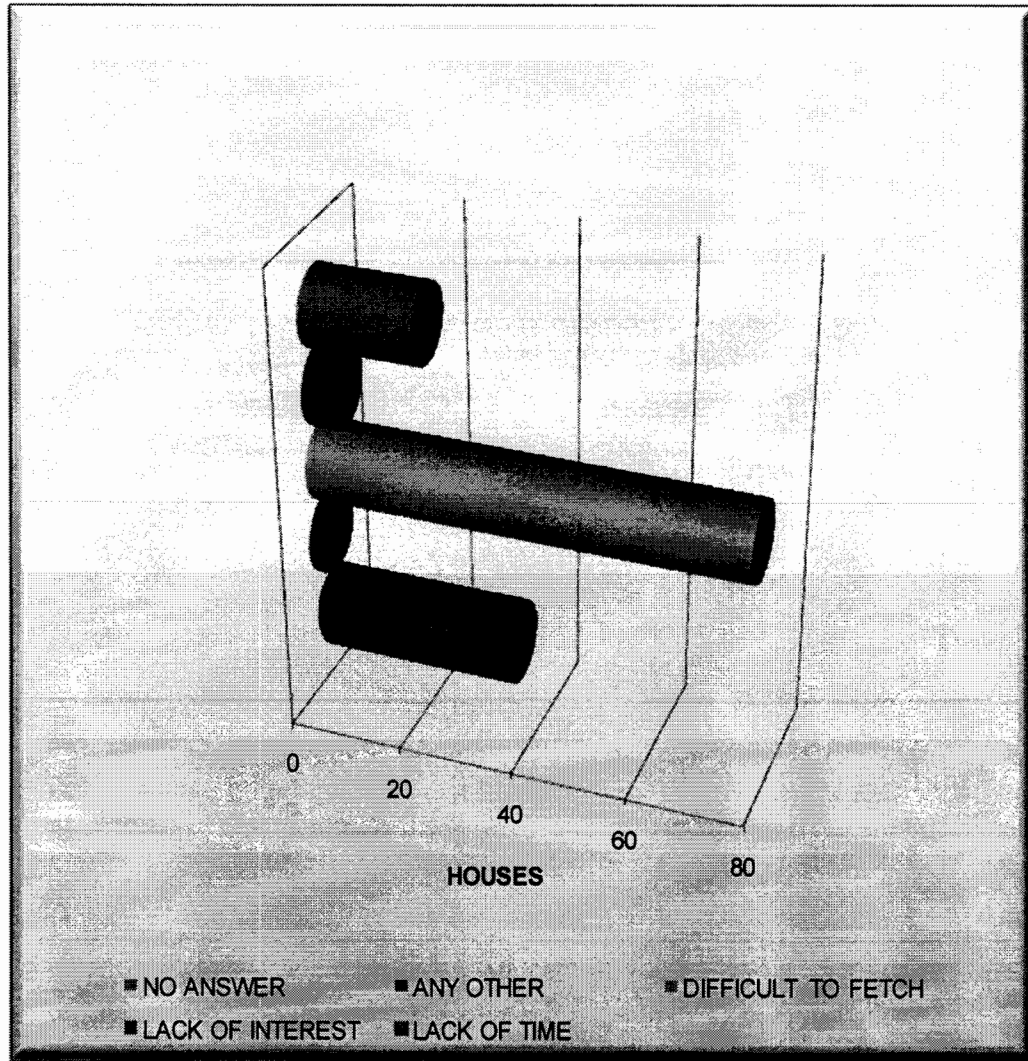 0
20
40
60
80
HOUSES
NO ANSWER ANY OTHER DIFFICULT TO FETCH
LACK OF INTEREST LACK OF TIME